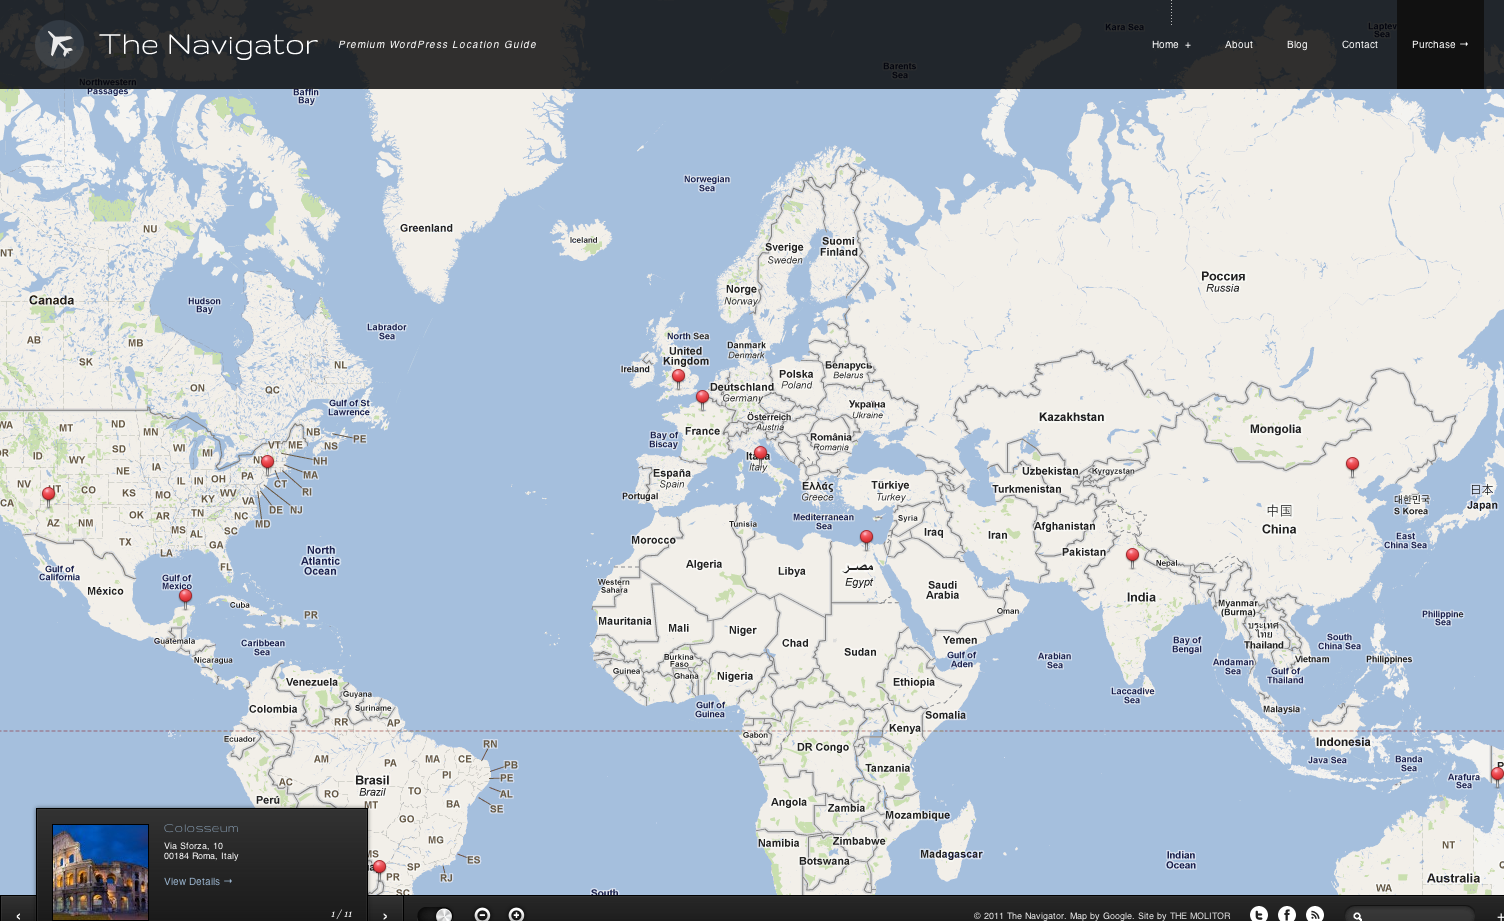 The Navigator
Premium WordPress Location Guide
Home +
About
Blog
Contact
Purchase →
Kara Sea
Laptev
Sea
Barents
Sea
Northwestern
Passages
Baffin
Bay
Norwegian
Sea
Greenland
Iceland
NU
NT
Canada
Hudson
Bay
Labrador
Sea
Sverige
Sweden
Suomi
Finland
Norge
Norway
Россия
Russia
AB
SK
MB
ON
QC
NL
North Sea
United
Kingdom
Ireland
Danmark
Denmark
Polska
Poland
Беларусь
Belarus
Deutschland
Germany
Україна
Ukraine
Österreich
Austria
France
România
Romania
Bay of
Biscay
Italia
Italy
España
Spain
Portugal
Ελλάς
Greece
Türkiye
Turkey
Mediterranean
Sea
Kazakhstan
Mongolia
Uzbekistan
Kyrgyzstan
Turkmenistan
Afghanistan
Pakistan
中国
China
대한민국
S Korea
日本
Japan
East
China Sea
Gulf of St
Lawrence
NB
PE
NS
ME
VT
NH
MA
RI
CT
NJ
DE
MD
WA
MT
ND
MN
ID
WY
SD
WI
MI
NE
IA
NV
UT
CO
KS
MO
IL
IN
OH
PA
WV
VA
KY
CA
AZ
NM
OK
AR
TN
NC
SC
TX
MS
AL
GA
LA
FL
North
Atlantic
Ocean
Gulf of
California
Gulf of
Mexico
México
Cuba
PR
Guatemala
Nicaragua
Caribbean
Sea
Morocco
Tunisia
Algeria
Libya
مصر
Egypt
Syria
Iraq
Iran
Saudi
Arabia
Oman
Yemen
Gulf of
Aden
Western
Sahara
Mauritania
Mali
Niger
Chad
Sudan
Burkina
Faso
Guinea
Ghana
Nigeria
Ethiopia
Somalia
Gulf of
Guinea
Kenya
Gabon
DR Congo
Tanzania
Angola
Zambia
Mozambique
Zimbabwe
Namibia
Botswana
Madagascar
Nepal
India
Myanmar
(Burma)
ประเทศ
ไทย
Thailand
Vietnam
South
China Sea
Philippine
Sea
Philippines
Bay of
Bengal
Andaman
Sea
Gulf of
Thailand
Arabian
Sea
Laccadive
Sea
Malaysia
Indonesia
Java Sea
Banda
Sea
Arafura
Sea
Indian
Ocean
NT
WA
Australia
Venezuela
Guyana
Suriname
Colombia
Ecuador
RR
AP
AM
PA
MA
CE
RN
PB
PE
AL
SE
PI
TO
AC
RO
Brasil
Brazil
MT
BA
GO
MG
ES
MS
SP
RJ
PR
SC
Perú
South
Colosseum
Via Sforza, 10
00184 Roma, Italy
View Details →
1 / 11
© 2011 The Navigator. Map by Google. Site by THE MOLITOR